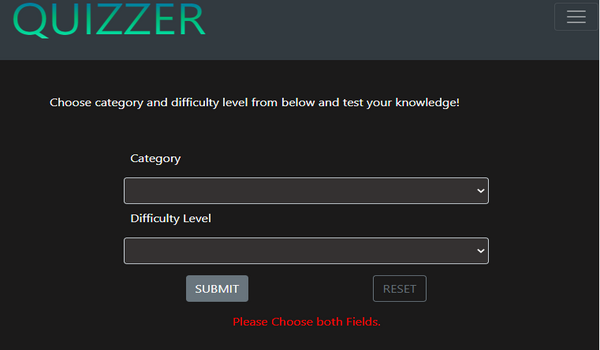 QUIZZER
Choose category and difficulty level from below and test your knowledge!
Category
Difficulty Level
SUBMIT
RESET
Please Choose both Fields.